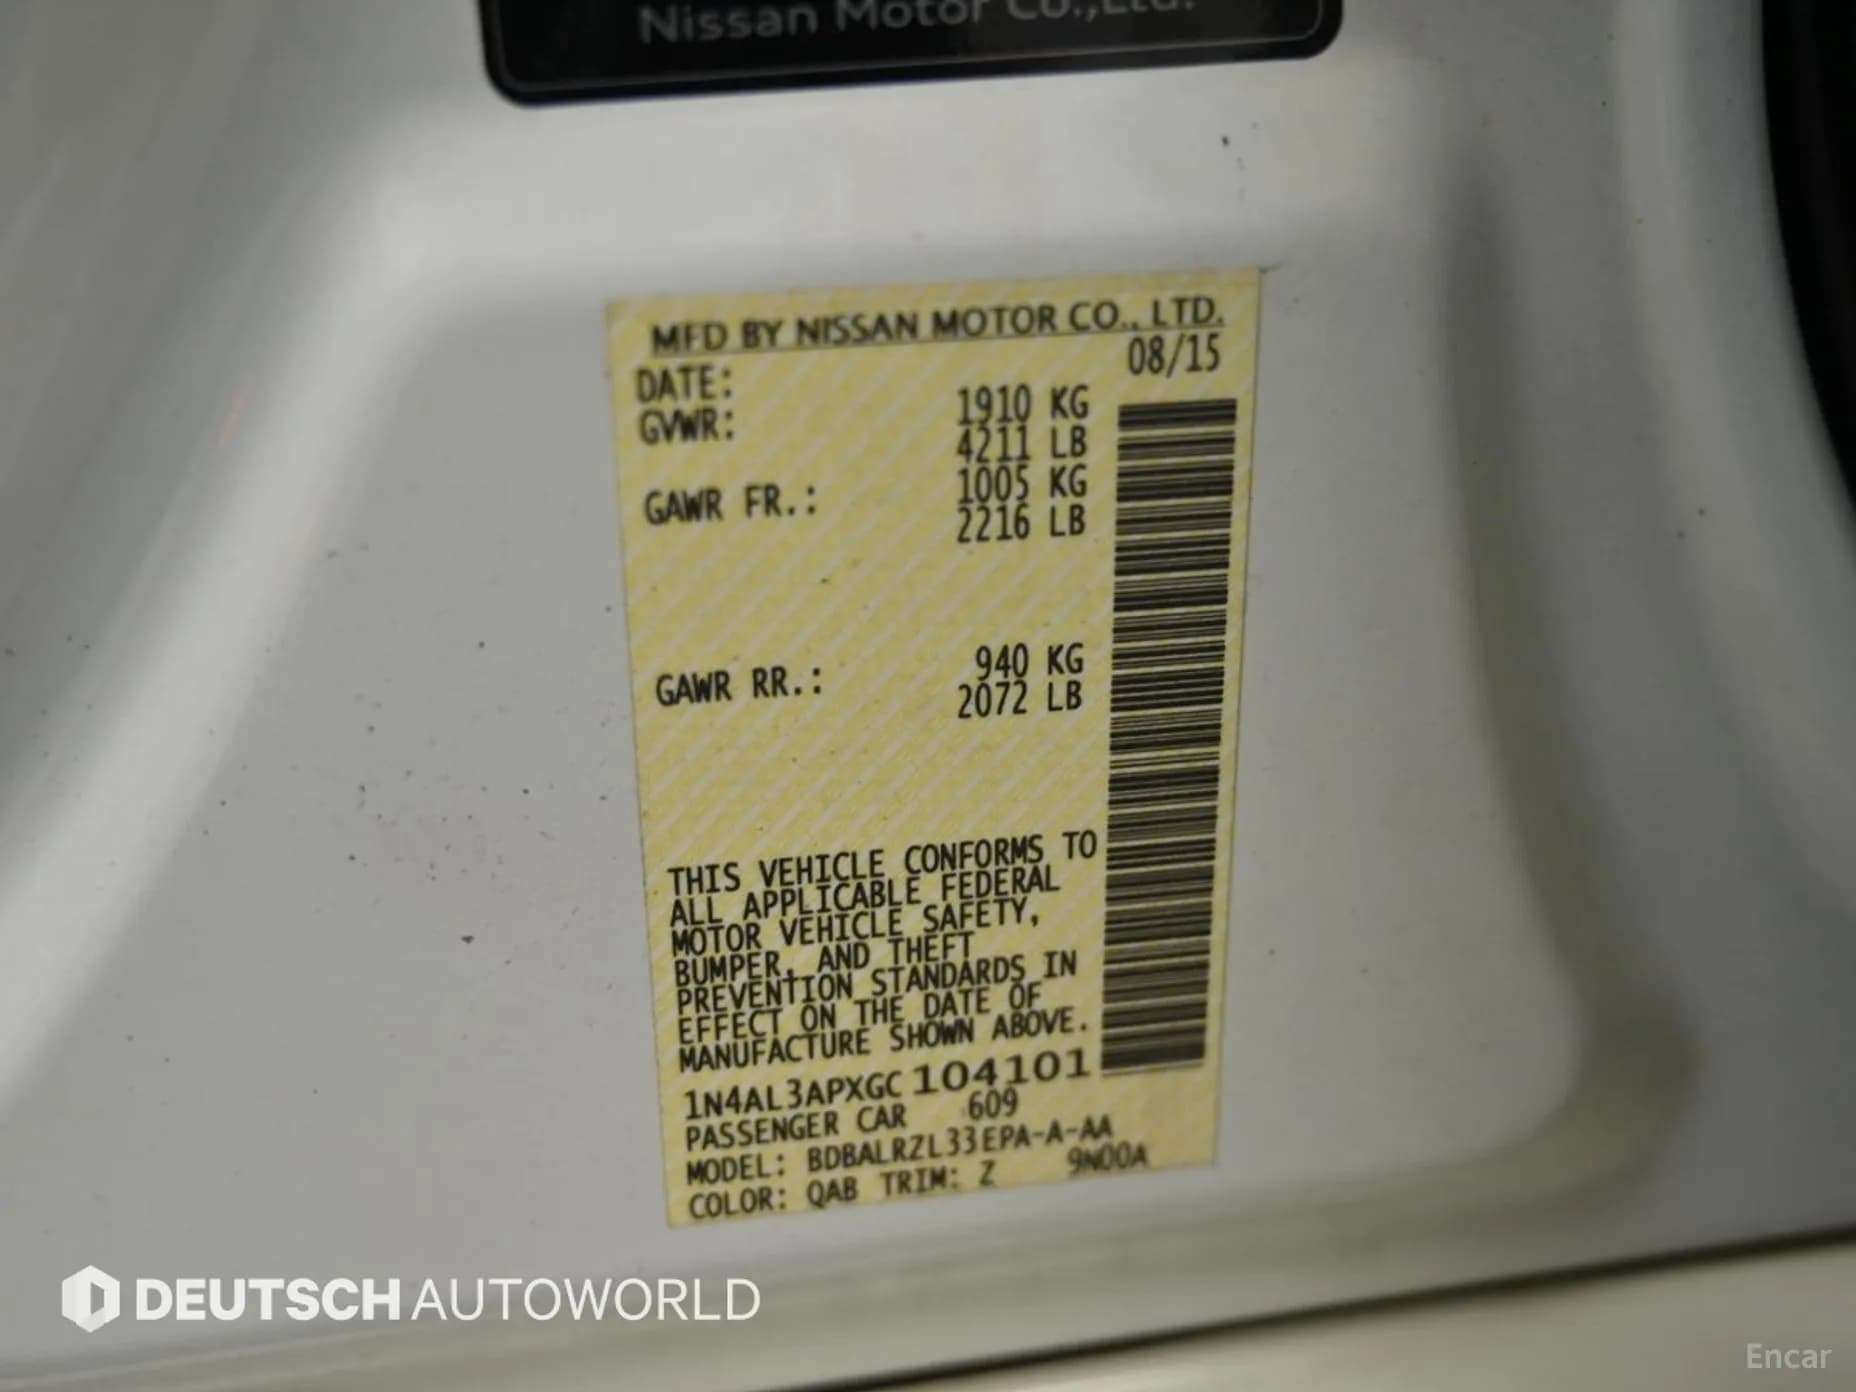 Nissan Motor Co.,Ltd.
MFD BY NISSAN MOTOR CO., LTD.
DATE: 08/15
GVWR: 1910 KG
4211 LB
GAWR FR.: 1005 KG
2216 LB
GAWR RR.: 940 KG
2072 LB
THIS VEHICLE CONFORMS TO
ALL APPLICABLE FEDERAL
MOTOR VEHICLE SAFETY,
BUMPER, AND THEFT
PREVENTION STANDARDS IN
EFFECT ON THE DATE OF
MANUFACTURE SHOWN ABOVE.
1N4AL3APXGC104101
PASSENGER CAR 609
MODEL: BDBALRZL33EPA-A-AA
COLOR: QAB TRIM: Z 9N00A
DEUTSCH AUTOWORLD
Encar